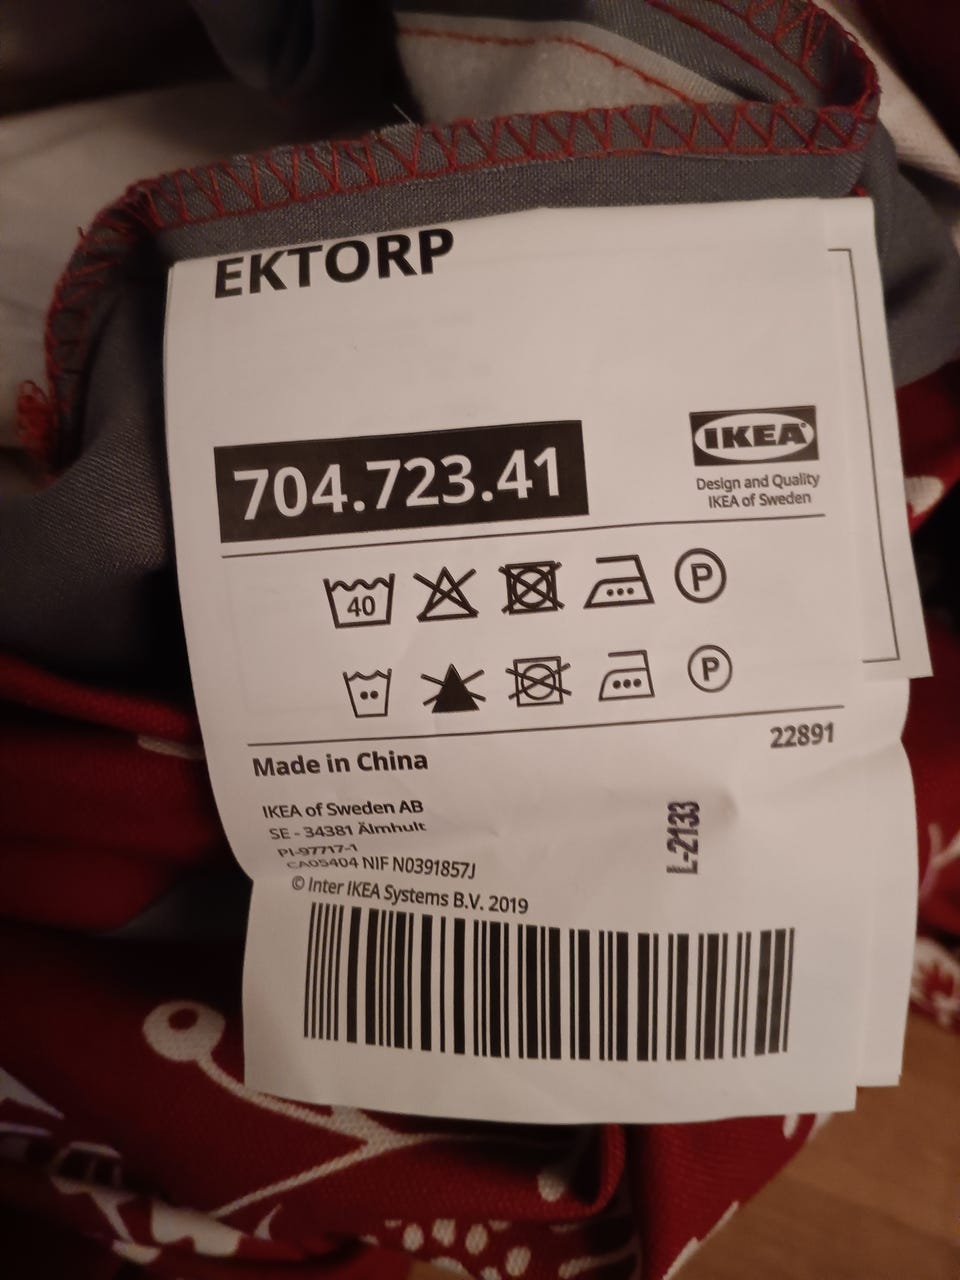 EKTORP
704.723.41
IKEA®
Design and Quality
IKEA of Sweden
40
P
P
22891
Made in China
IKEA of Sweden AB
SE - 34381 Älmhult
PI-97717-1
CA05404 NIF N0391857J
© Inter IKEA Systems B.V. 2019
L-2133